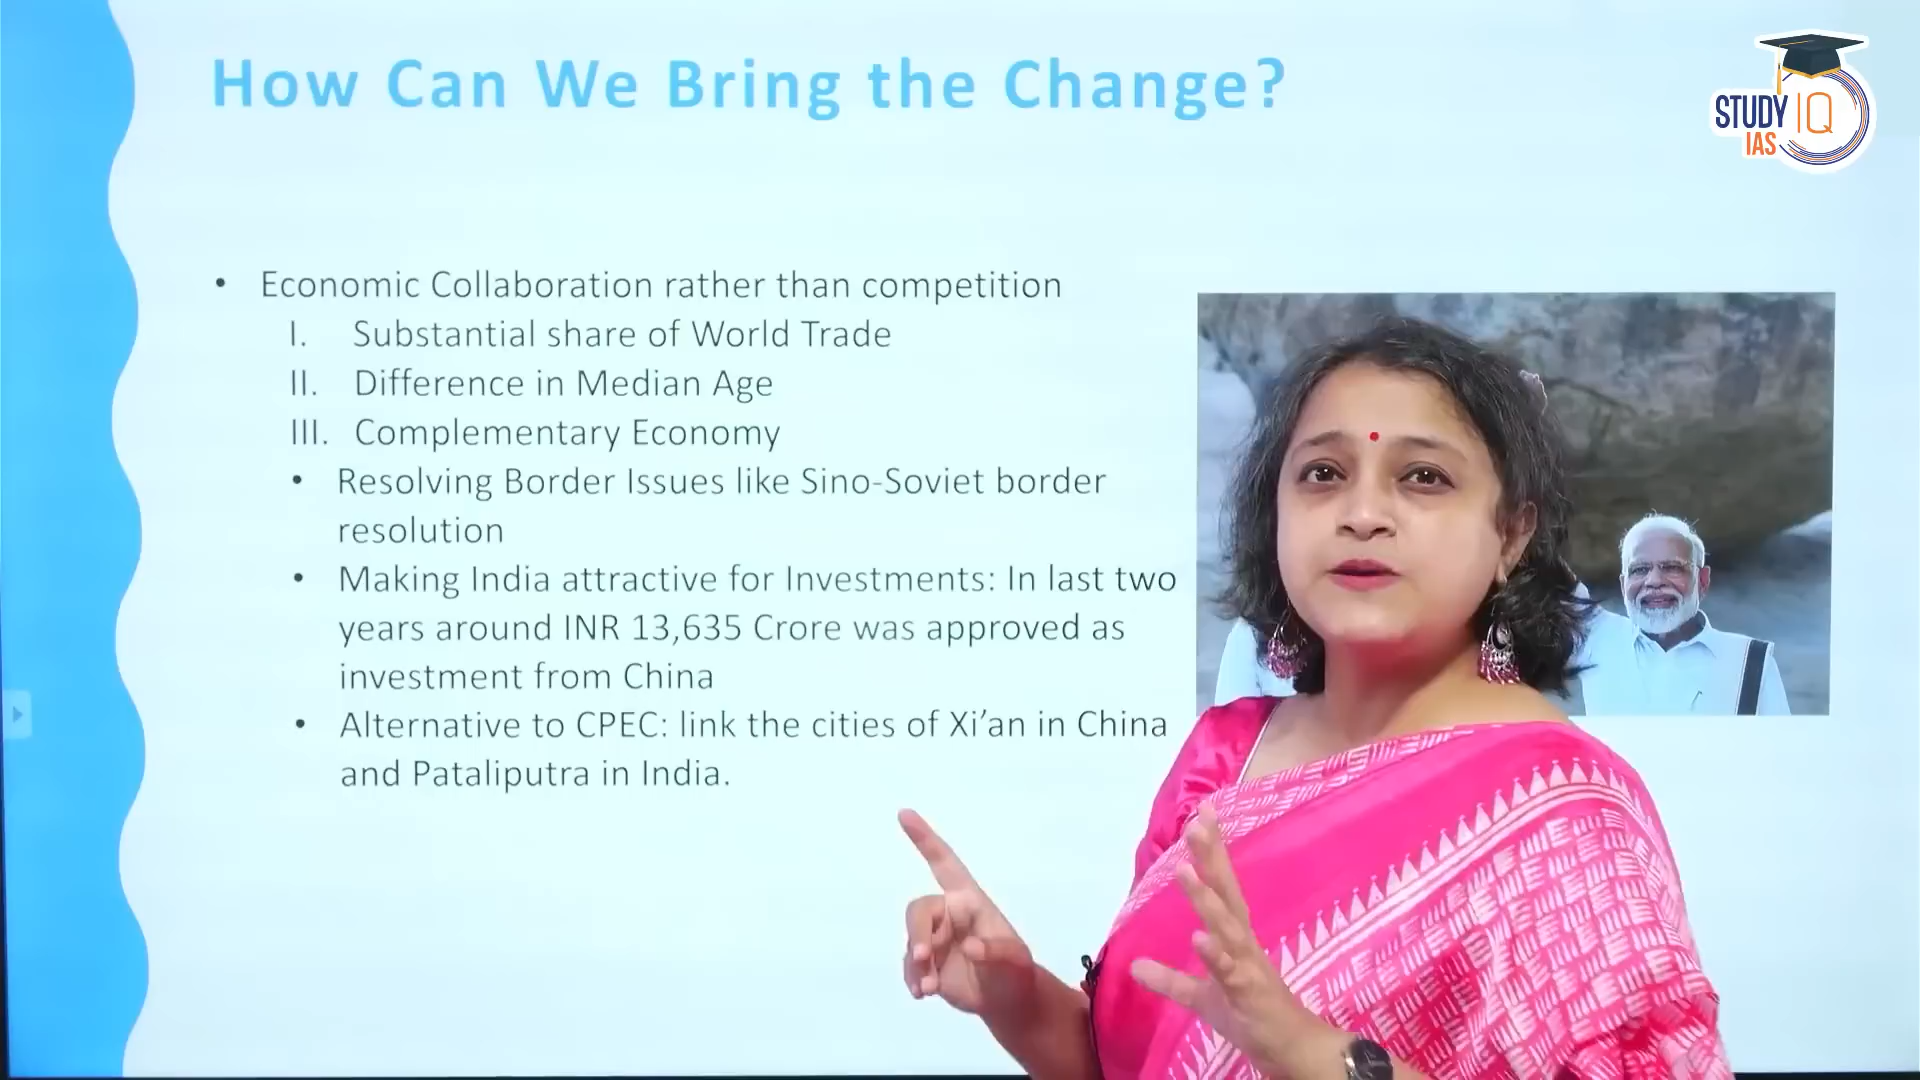 How Can We Bring the Change?
STUDY IQ
IAS
• Economic Collaboration rather than competition
I. Substantial share of World Trade
II. Difference in Median Age
III. Complementary Economy
• Resolving Border Issues like Sino-Soviet border
resolution
• Making India attractive for Investments: In last two
years around INR 13,635 Crore was approved as
investment from China
• Alternative to CPEC: link the cities of Xi’an in China
and Pataliputra in India.